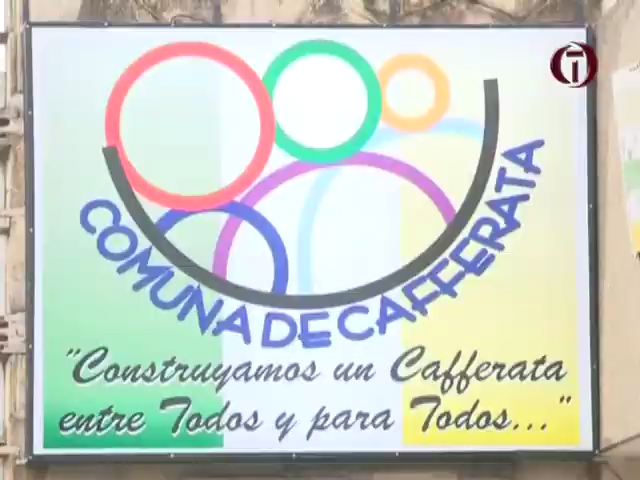 COMUNA DE CAFFERATA
"Construyamos un Cafferata
entre Todos y para Todos..."